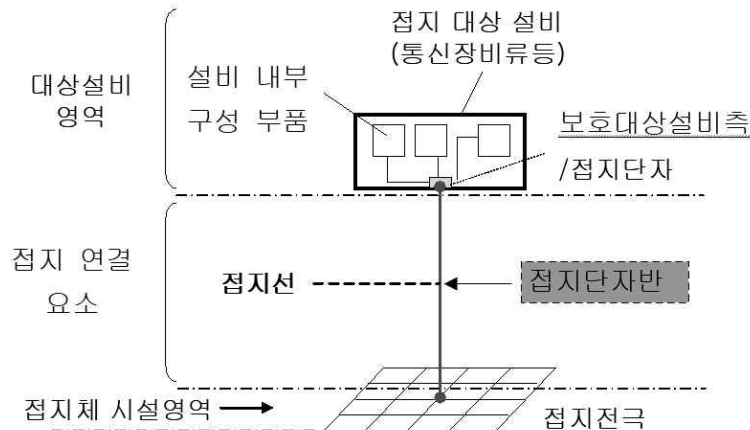 접지 대상 설비
(통신장비류등)
대상설비
영역
설비 내부
구성 부품
보호대상설비측
/접지단자
접지 연결
요소
접지선
접지단자반
접지체 시설영역
접지전극